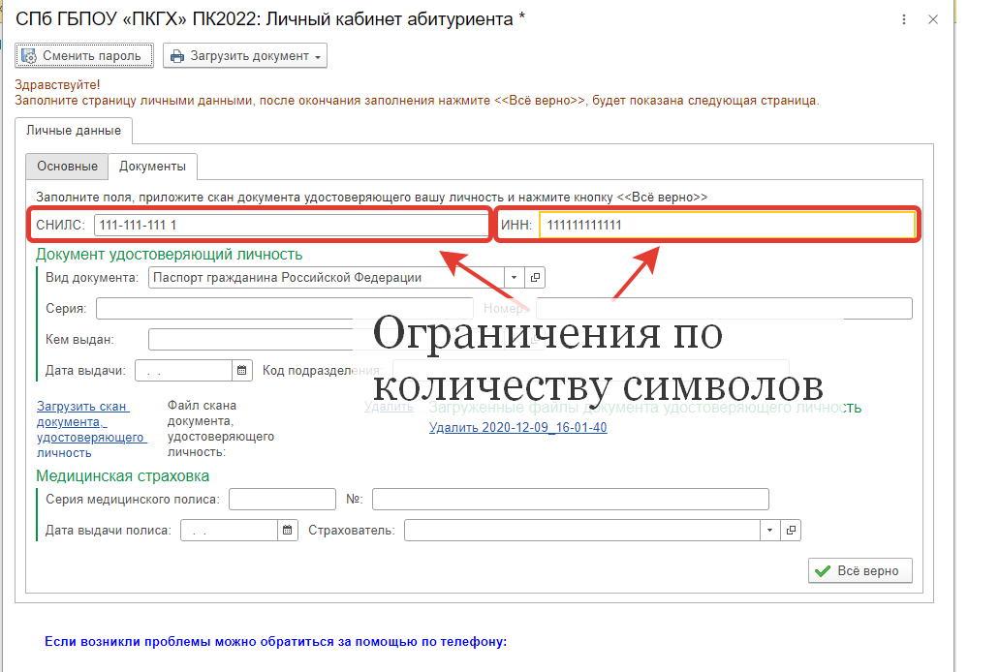 СПб ГБПОУ «ПКГХ» ПК2022: Личный кабинет абитуриента *
Сменить пароль Загрузить документ
Здравствуйте!
Заполните страницу личными данными, после окончания заполнения нажмите <<Всё верно>>, будет показана следующая страница.
Личные данные
Основные Документы
Заполните поля, приложите скан документа удостоверяющего вашу личность и нажмите кнопку <<Всё верно>>
СНИЛС: 111-111-111 1 ИНН: 111111111111
Документ удостоверяющий личность
Вид документа: Паспорт гражданина Российской Федерации
Серия: Номер:
Ограничения по
количеству символов
Кем выдан:
Дата выдачи: . . Код подразделения:
Загрузить скан
документа,
удостоверяющего
личность
Файл скана
документа,
удостоверяющего
личность:
Удалить Загруженные файлы документа удостоверяющего личность
Удалить 2020-12-09_16-01-40
Медицинская страховка
Серия медицинского полиса: №:
Дата выдачи полиса: . . Страхователь:
Всё верно
Если возникли проблемы можно обратиться за помощью по телефону: